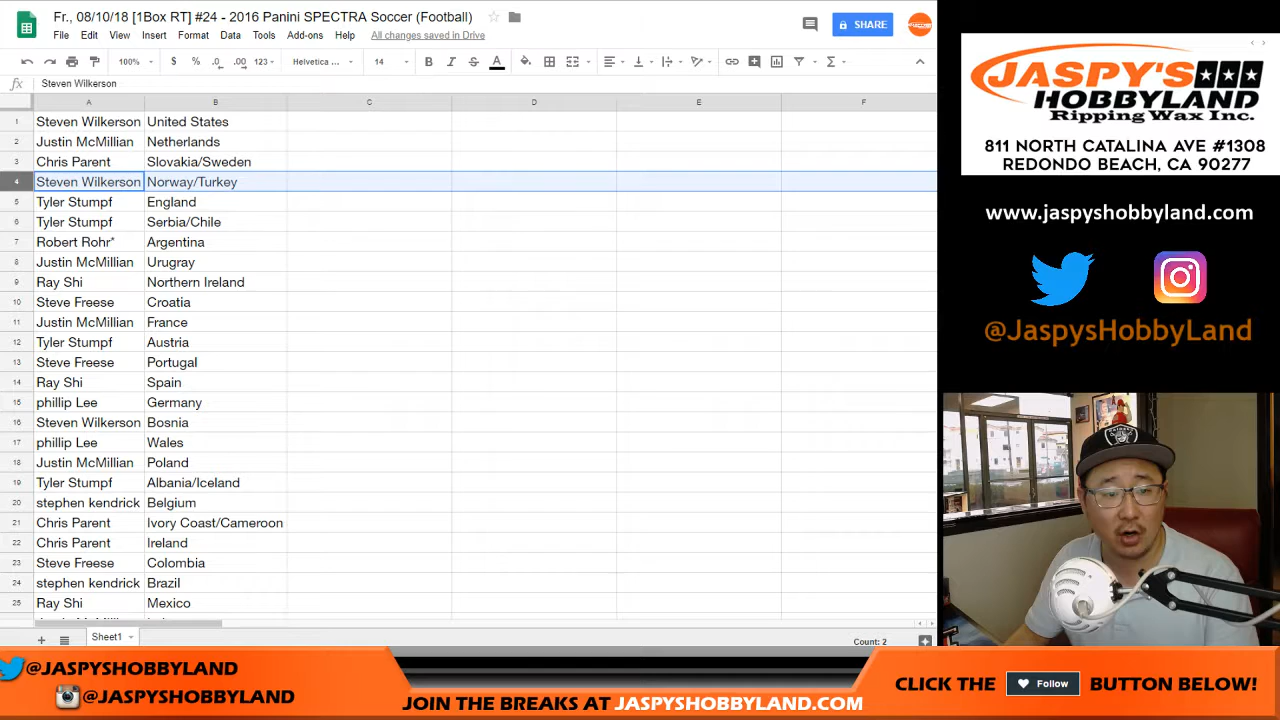 Fr., 08/10/18 [1Box RT] #24 - 2016 Panini SPECTRA Soccer (Football)
File Edit View Insert Format Data Tools Add-ons Help All changes saved in Drive
SHARE
100% $ % .0 .00 123 Helvetica ... 14 B I S A
fx Steven Wilkerson
A B C D E F
1 Steven Wilkerson United States
2 Justin McMillian Netherlands
3 Chris Parent Slovakia/Sweden
4 Steven Wilkerson Norway/Turkey
5 Tyler Stumpf England
6 Tyler Stumpf Serbia/Chile
7 Robert Rohr* Argentina
8 Justin McMillian Urugray
9 Ray Shi Northern Ireland
10 Steve Freese Croatia
11 Justin McMillian France
12 Tyler Stumpf Austria
13 Steve Freese Portugal
14 Ray Shi Spain
15 phillip Lee Germany
16 Steven Wilkerson Bosnia
17 phillip Lee Wales
18 Justin McMillian Poland
19 Tyler Stumpf Albania/Iceland
20 stephen kendrick Belgium
21 Chris Parent Ivory Coast/Cameroon
22 Chris Parent Ireland
23 Steve Freese Colombia
24 stephen kendrick Brazil
25 Ray Shi Mexico
Sheet1
Count: 2
JASPY'S
HOBBYLAND
Ripping Wax Inc.
811 NORTH CATALINA AVE #1308
REDONDO BEACH, CA 90277
www.jaspyshobbyland.com
@JaspysHobbyLand
RAIDERS
@JASPYSHOBBYLAND
@JASPYSHOBBYLAND
JOIN THE BREAKS AT JASPYSHOBBYLAND.COM
CLICK THE Follow BUTTON BELOW!